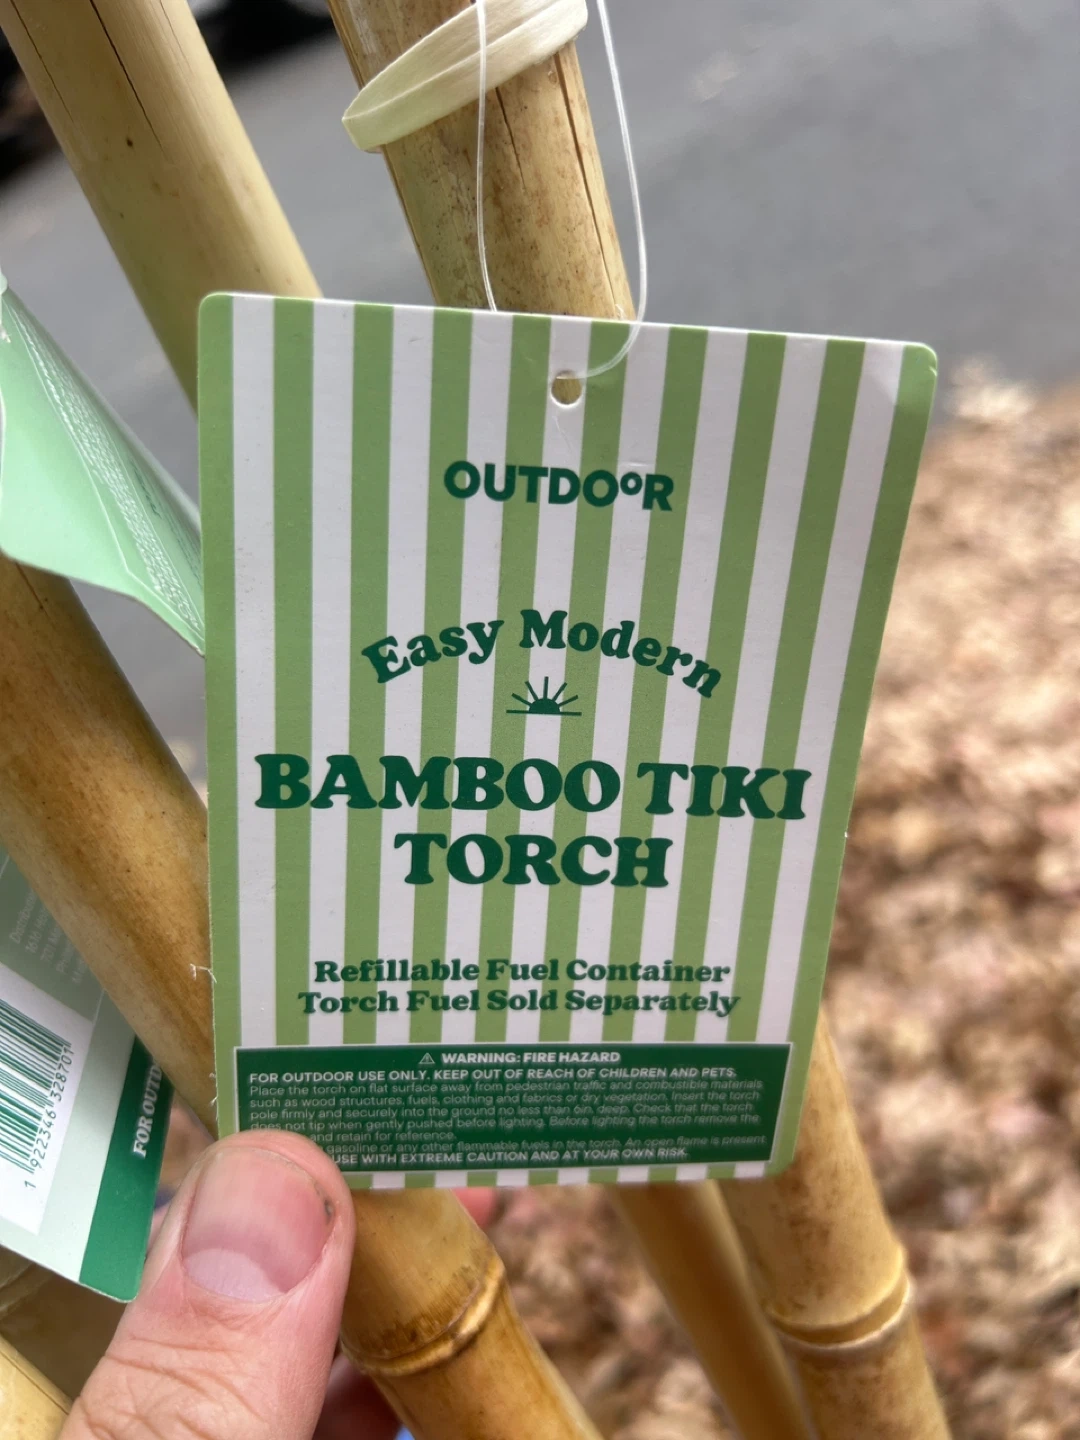 OUTDOOR
Easy Modern
BAMBOO TIKI
TORCH
Refillable Fuel Container
Torch Fuel Sold Separately
⚠ WARNING: FIRE HAZARD
FOR OUTDOOR USE ONLY. KEEP OUT OF REACH OF CHILDREN AND PETS.
Place the torch on flat surface away from pedestrian traffic and combustible materials
such as wood structures, fuels, clothing and fabrics or dry vegetation. Insert the torch
pole firmly and securely into the ground no less than 6in. deep. Check that the torch
does not tip when gently pushed before lighting. Before lighting the torch remove the
and retain for reference.
gasoline or any other flammable fuels in the torch. An open flame is present
USE WITH EXTREME CAUTION AND AT YOUR OWN RISK.
1 922346 328701
FOR OUTD